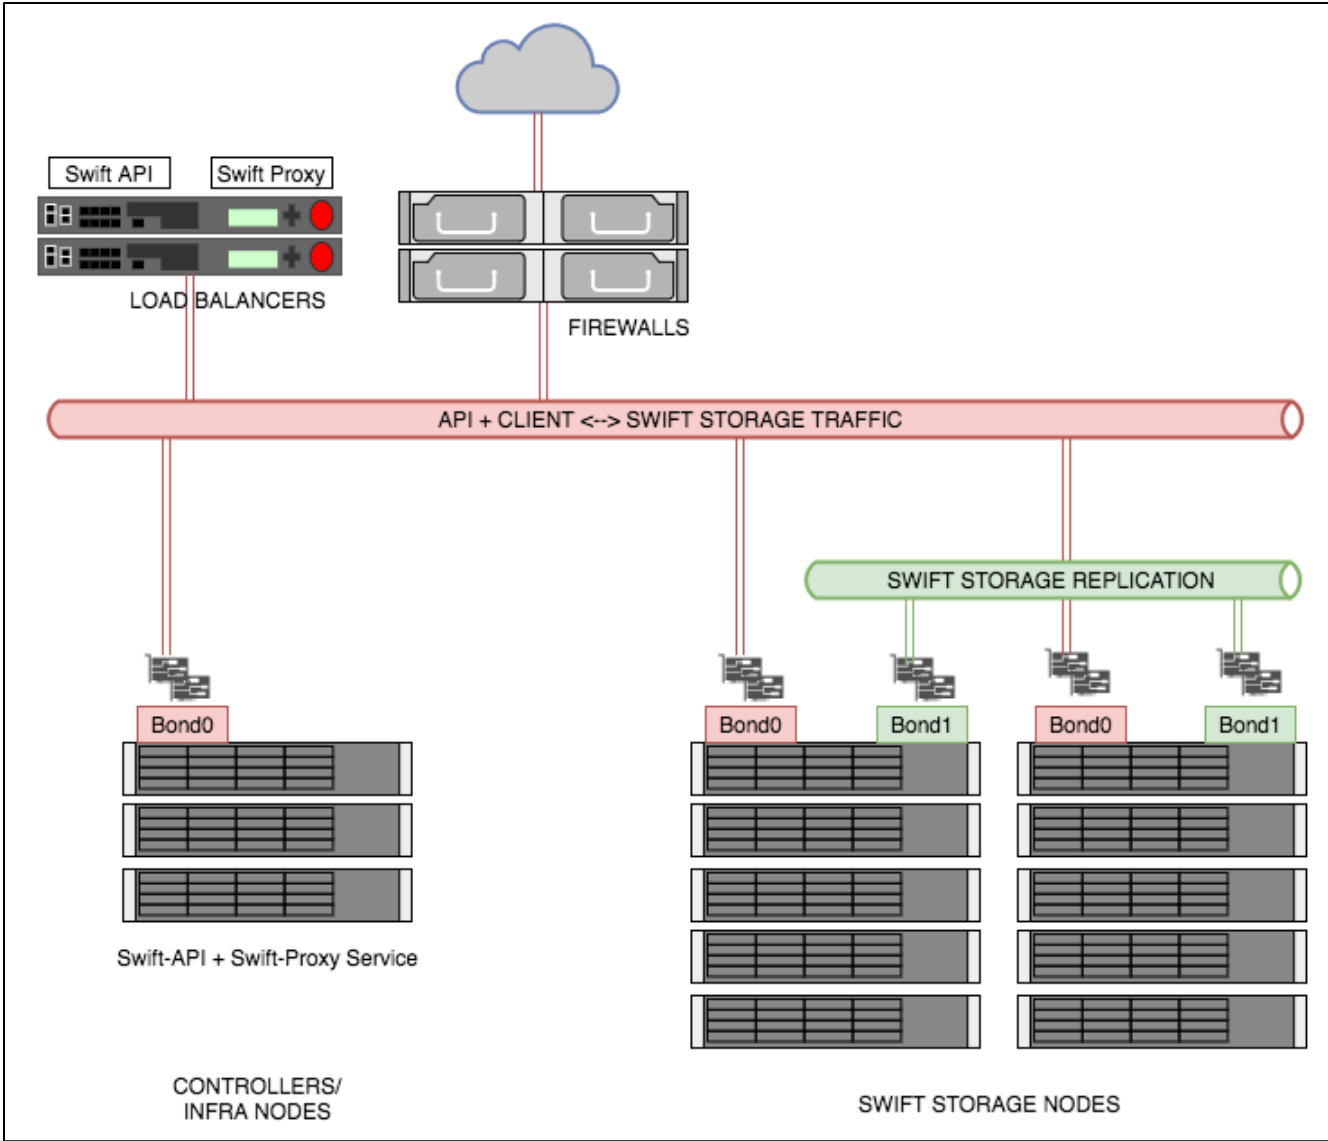 Swift API
Swift Proxy
LOAD BALANCERS
FIREWALLS
API + CLIENT <--> SWIFT STORAGE TRAFFIC
SWIFT STORAGE REPLICATION
Bond0
Bond0
Bond1
Bond0
Bond1
Swift-API + Swift-Proxy Service
CONTROLLERS/
INFRA NODES
SWIFT STORAGE NODES